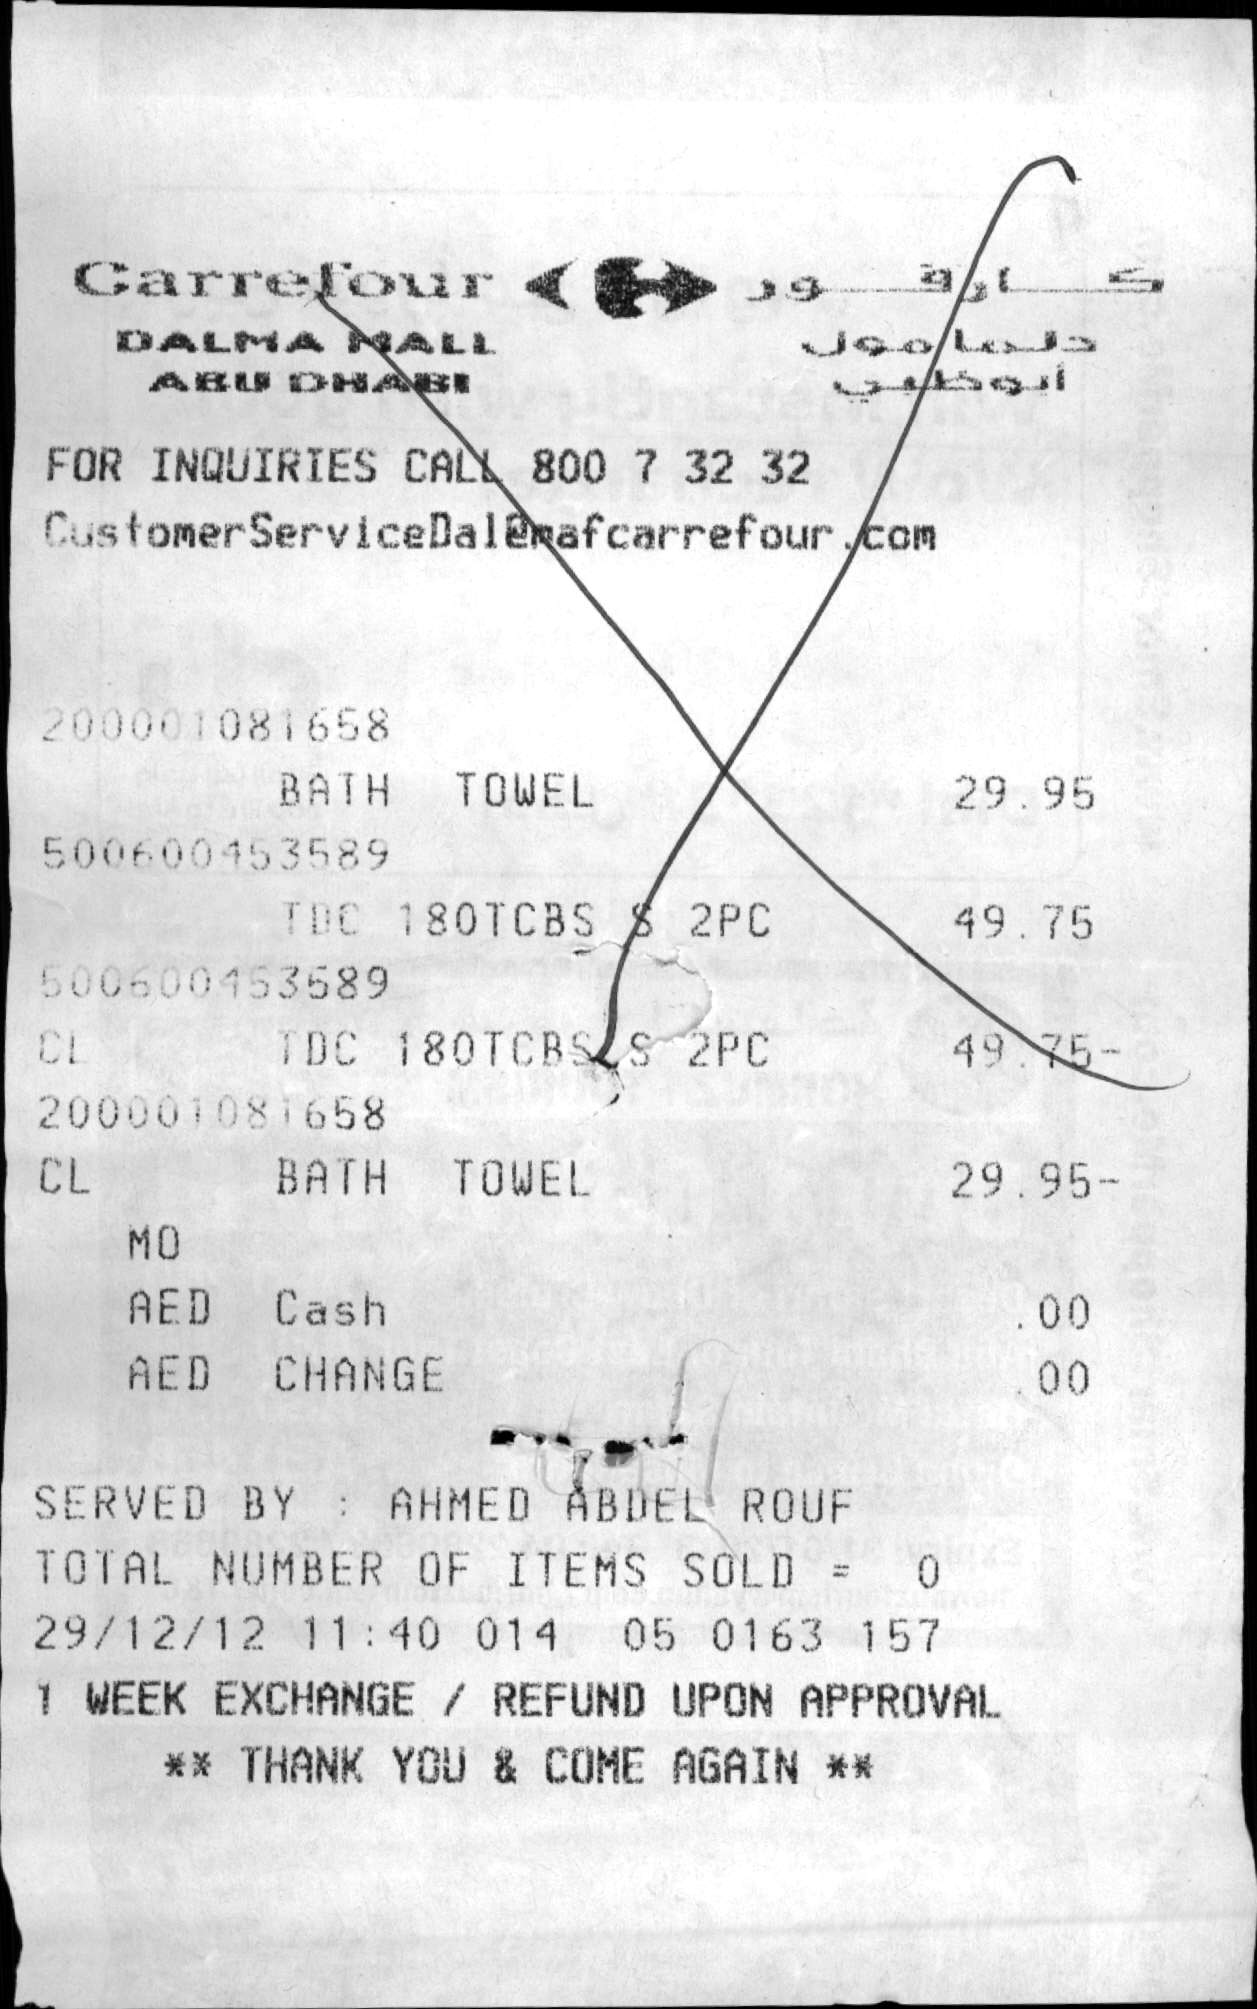 Carrefour كارفور
DALMA MALL دلما مول
ABU DHABI أبوظبي
FOR INQUIRIES CALL 800 7 32 32
CustomerServiceDal@mafcarrefour.com
200001081658
BATH TOWEL 29.95
500600453589
TDC 180TCBS S 2PC 49.75
500600453589
CL TDC 180TCBS S 2PC 49.75-
200001081658
CL BATH TOWEL 29.95-
MO
AED Cash .00
AED CHANGE .00
SERVED BY : AHMED ABDEL ROUF
TOTAL NUMBER OF ITEMS SOLD = 0
29/12/12 11:40 014 05 0163 157
1 WEEK EXCHANGE / REFUND UPON APPROVAL
** THANK YOU & COME AGAIN **